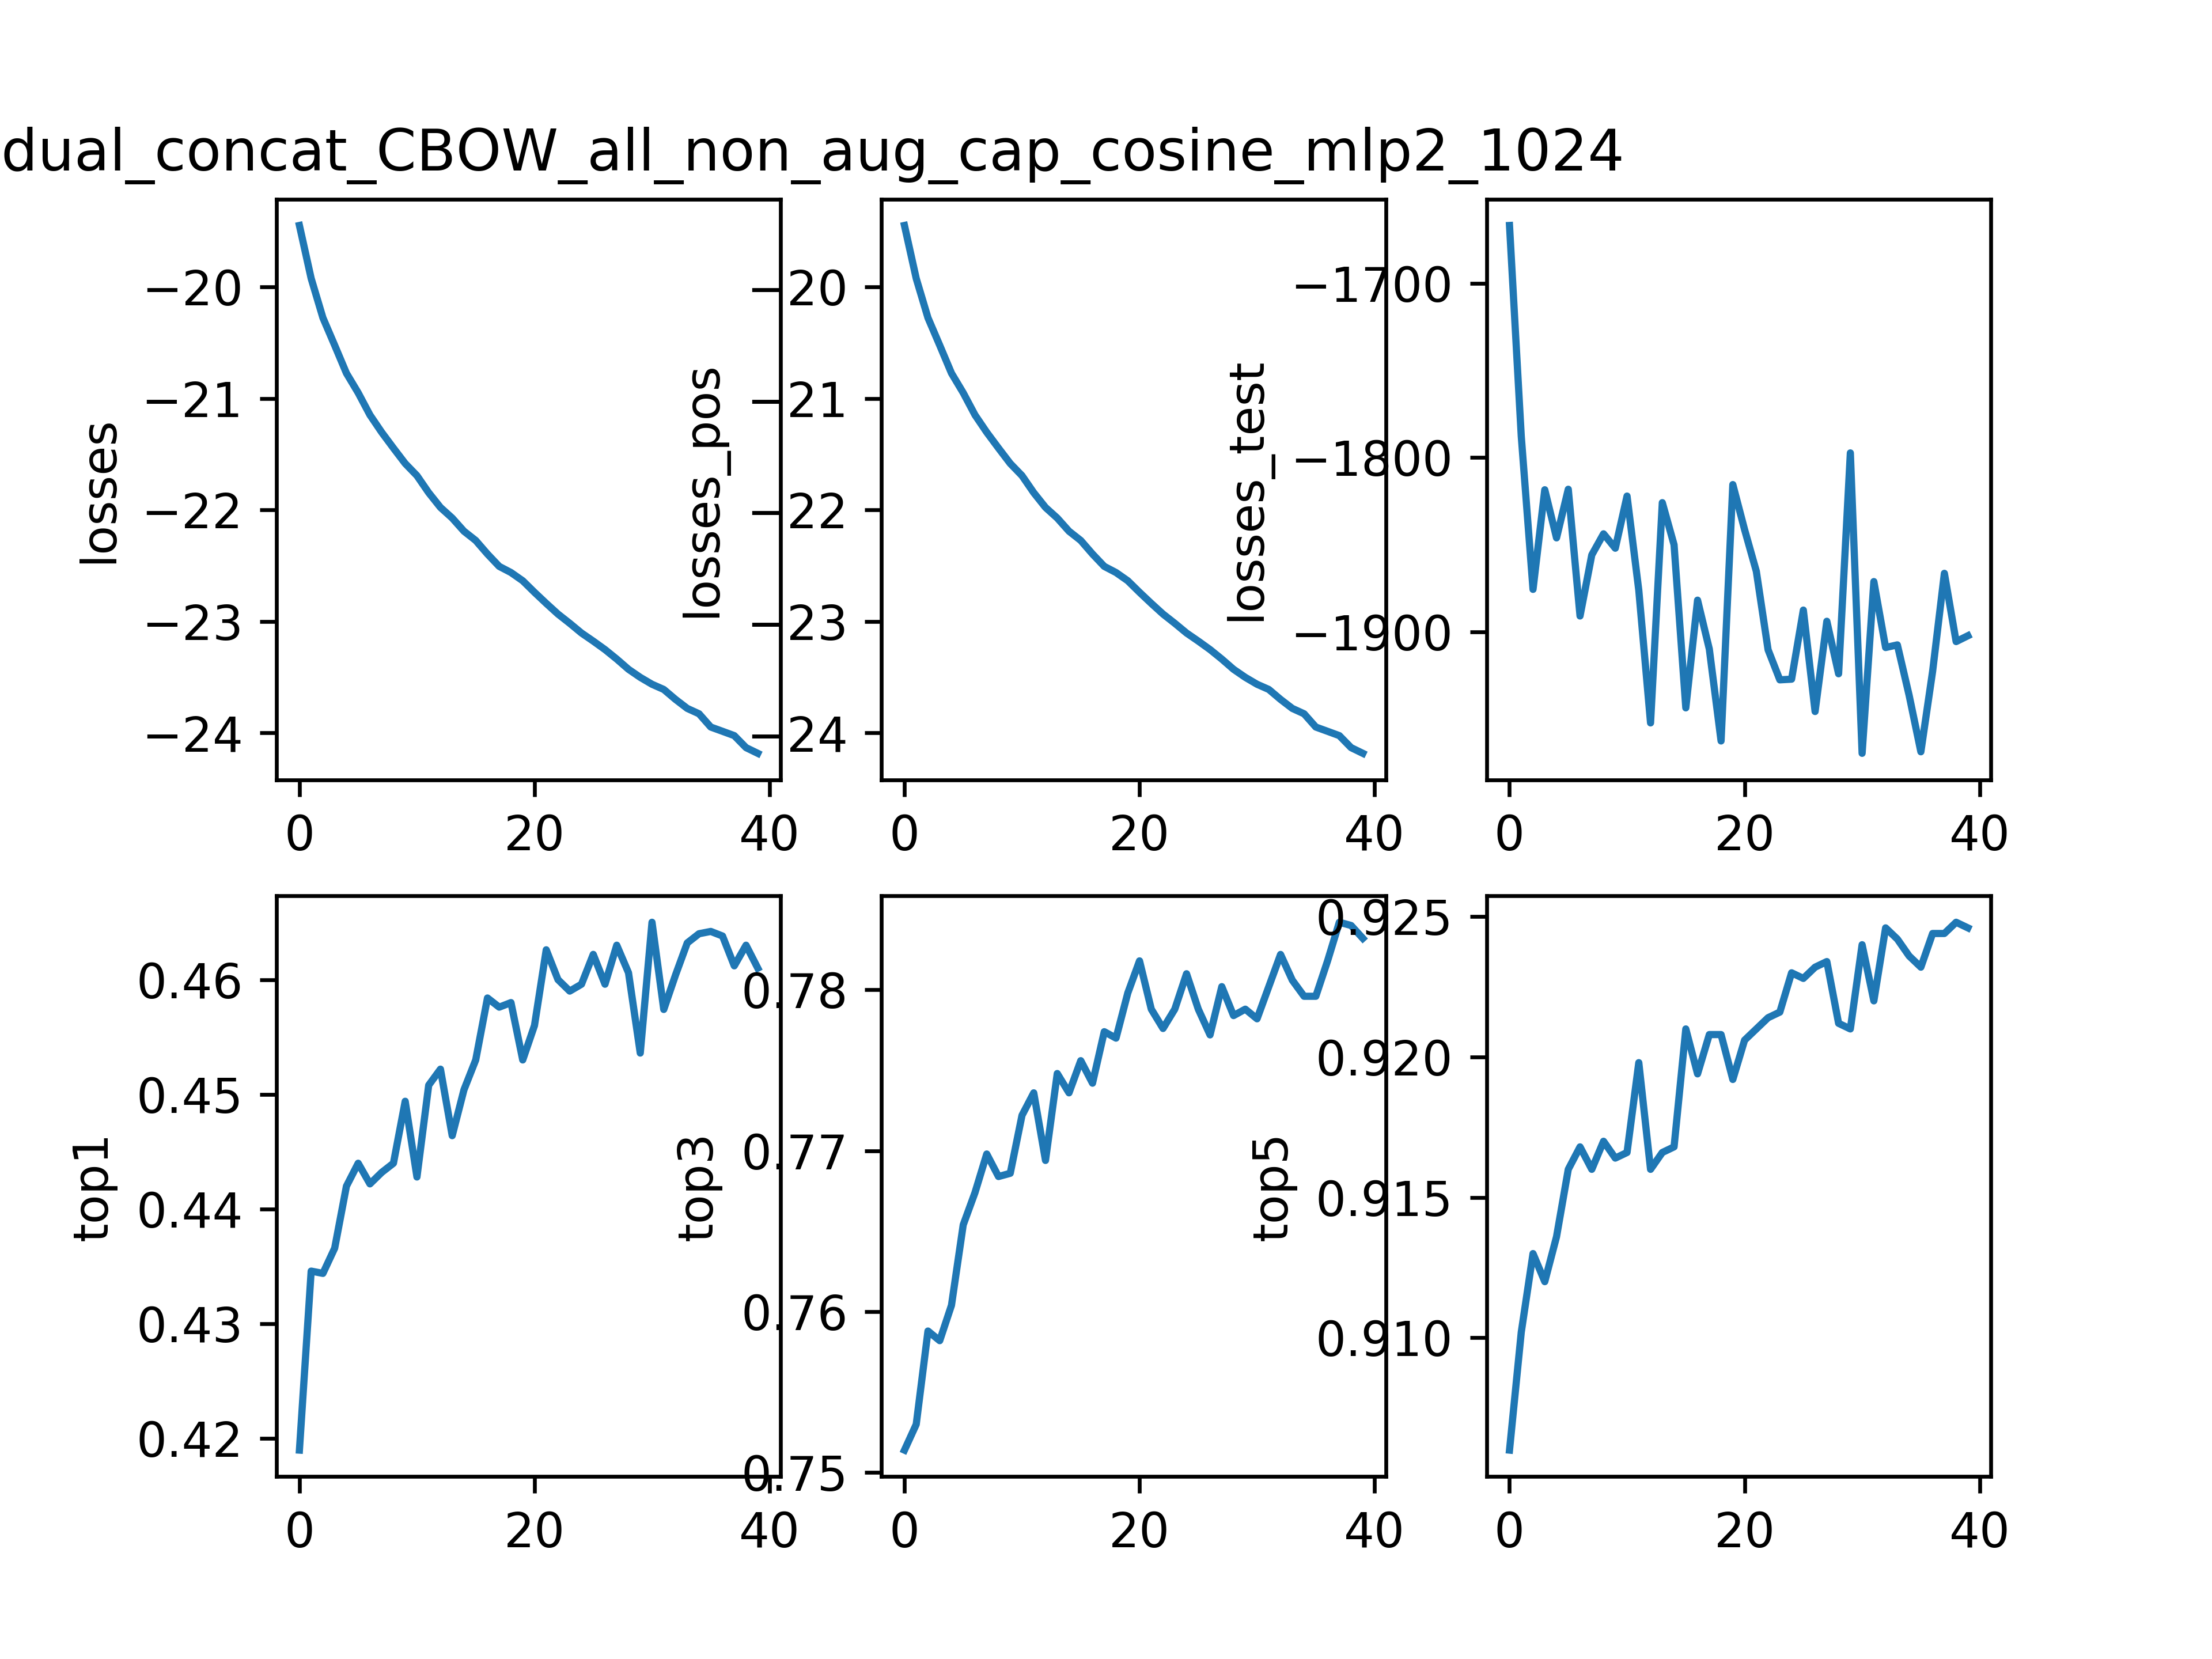 dual_concat_CBOW_all_non_aug_cap_cosine_mlp2_1024
losses
−20
−21
−22
−23
−24
0 20 40
losses_pos
−20
−21
−22
−23
−24
0 20 40
losses_test
−1700
−1800
−1900
0 20 40
top1
0.46
0.45
0.44
0.43
0.42
0 20 40
top3
0.78
0.77
0.76
0.75
0 20 40
top5
0.925
0.920
0.915
0.910
0 20 40